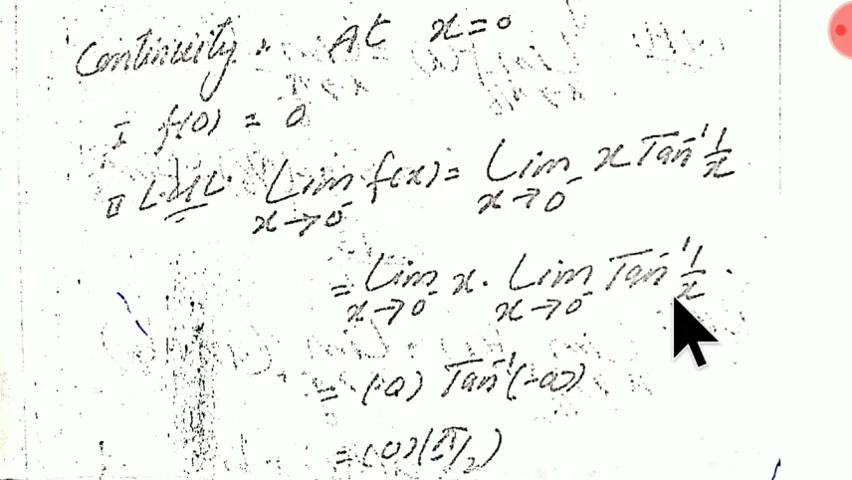 Continuity: At x=0
I f(0) = 0
II L.H.L. Lim x→0⁻ f(x) = Lim x→0⁻ x Tan⁻¹ 1/x
= Lim x→0⁻ x . Lim x→0⁻ Tan⁻¹ 1/x .
= (-0) Tan⁻¹(-∞)
= (0)(π/2)